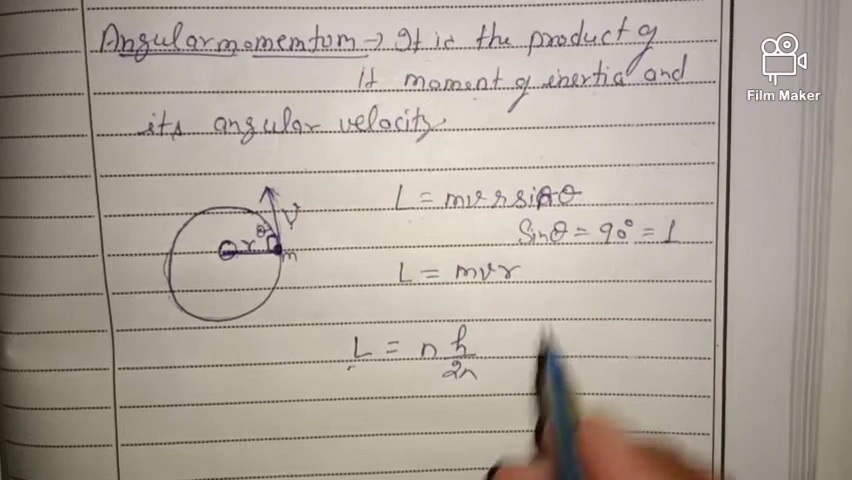 Angular momentum → It is the product of
it moment of inertia and
its angular velocity.
L = mvr sinθ
Sinθ = 90° = 1
L = mvr
V
θ
r
m
L = n h/2π
Film Maker